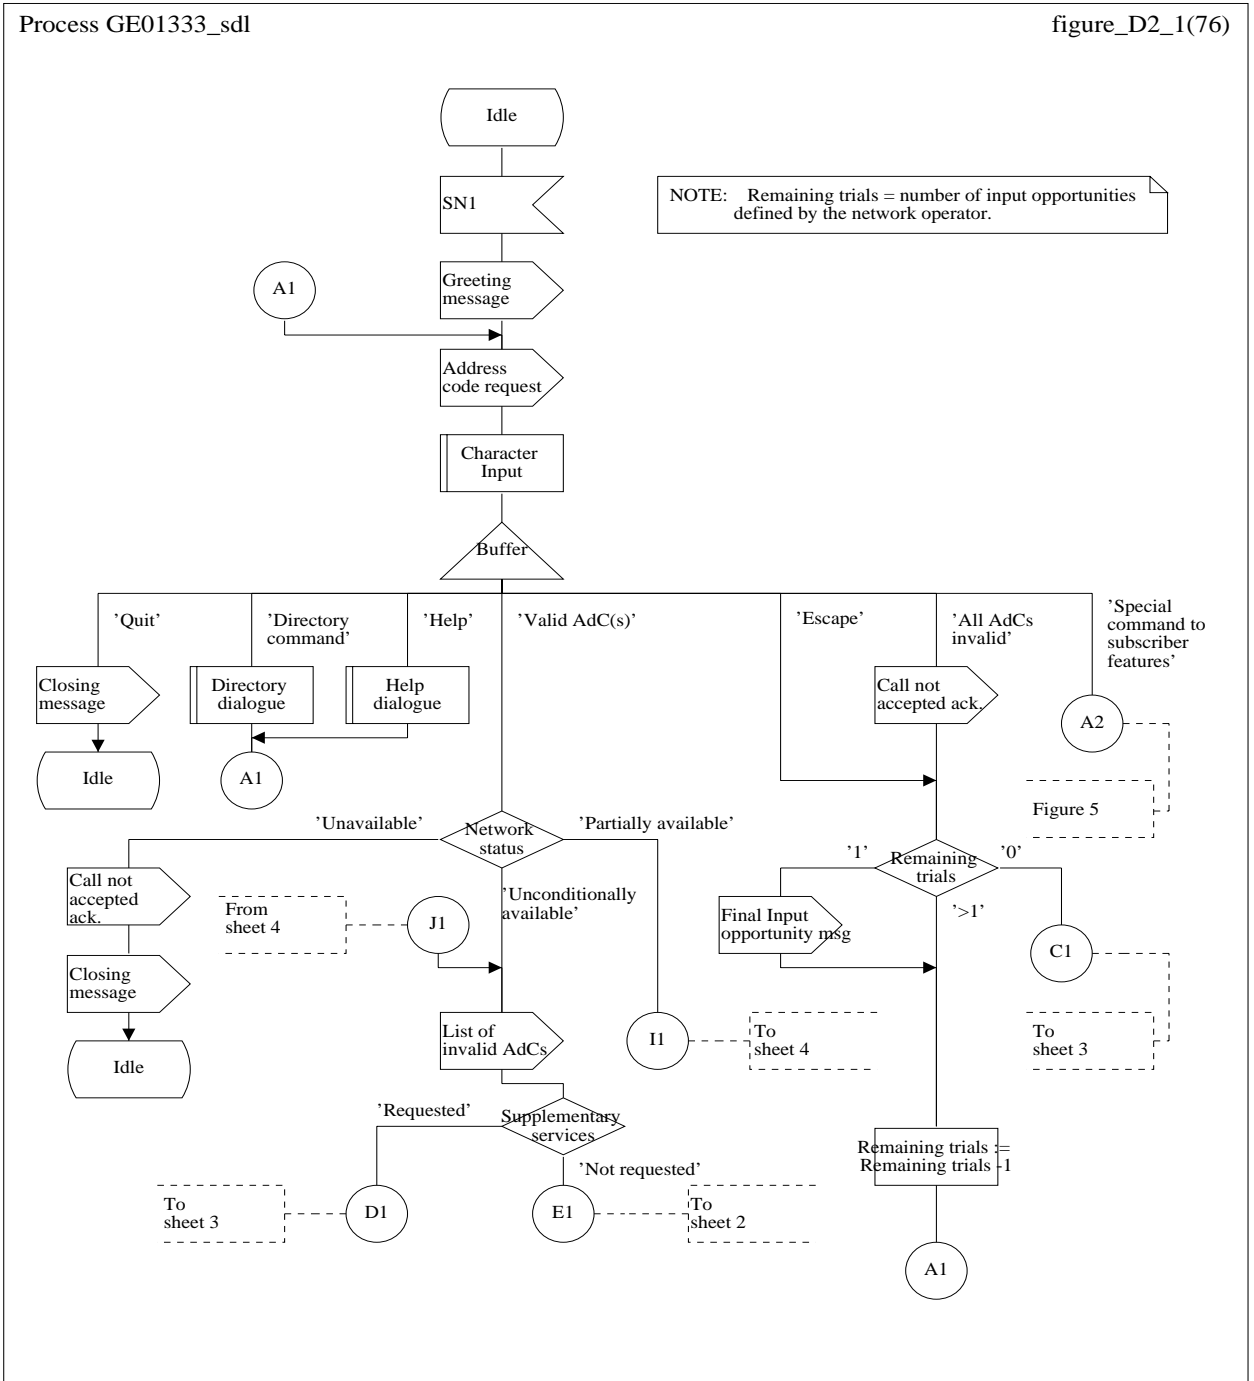 Process GE01333_sdl
figure_D2_1(76)
Idle
SN1
NOTE: Remaining trials = number of input opportunities
defined by the network operator.
A1
Greeting
message
Address
code request
Character
Input
Buffer
’Quit’
’Directory
command’
’Help’
’Valid AdC(s)’
’Escape’
’All AdCs
invalid’
’Special
command to
subscriber
features’
Closing
message
Directory
dialogue
Help
dialogue
Call not
accepted ack.
A2
Idle
A1
Figure 5
’Unavailable’
Network
status
’Partially available’
’1’
Remaining
trials
’0’
Call not
accepted
ack.
’Unconditionally
available’
From
sheet 4
J1
Final Input
opportunity msg
’>1’
C1
Closing
message
List of
invalid AdCs
I1
To
sheet 4
To
sheet 3
Idle
’Requested’
Supplementary
services
’Not requested’
Remaining trials :=
Remaining trials -1
To
sheet 3
D1
E1
To
sheet 2
A1